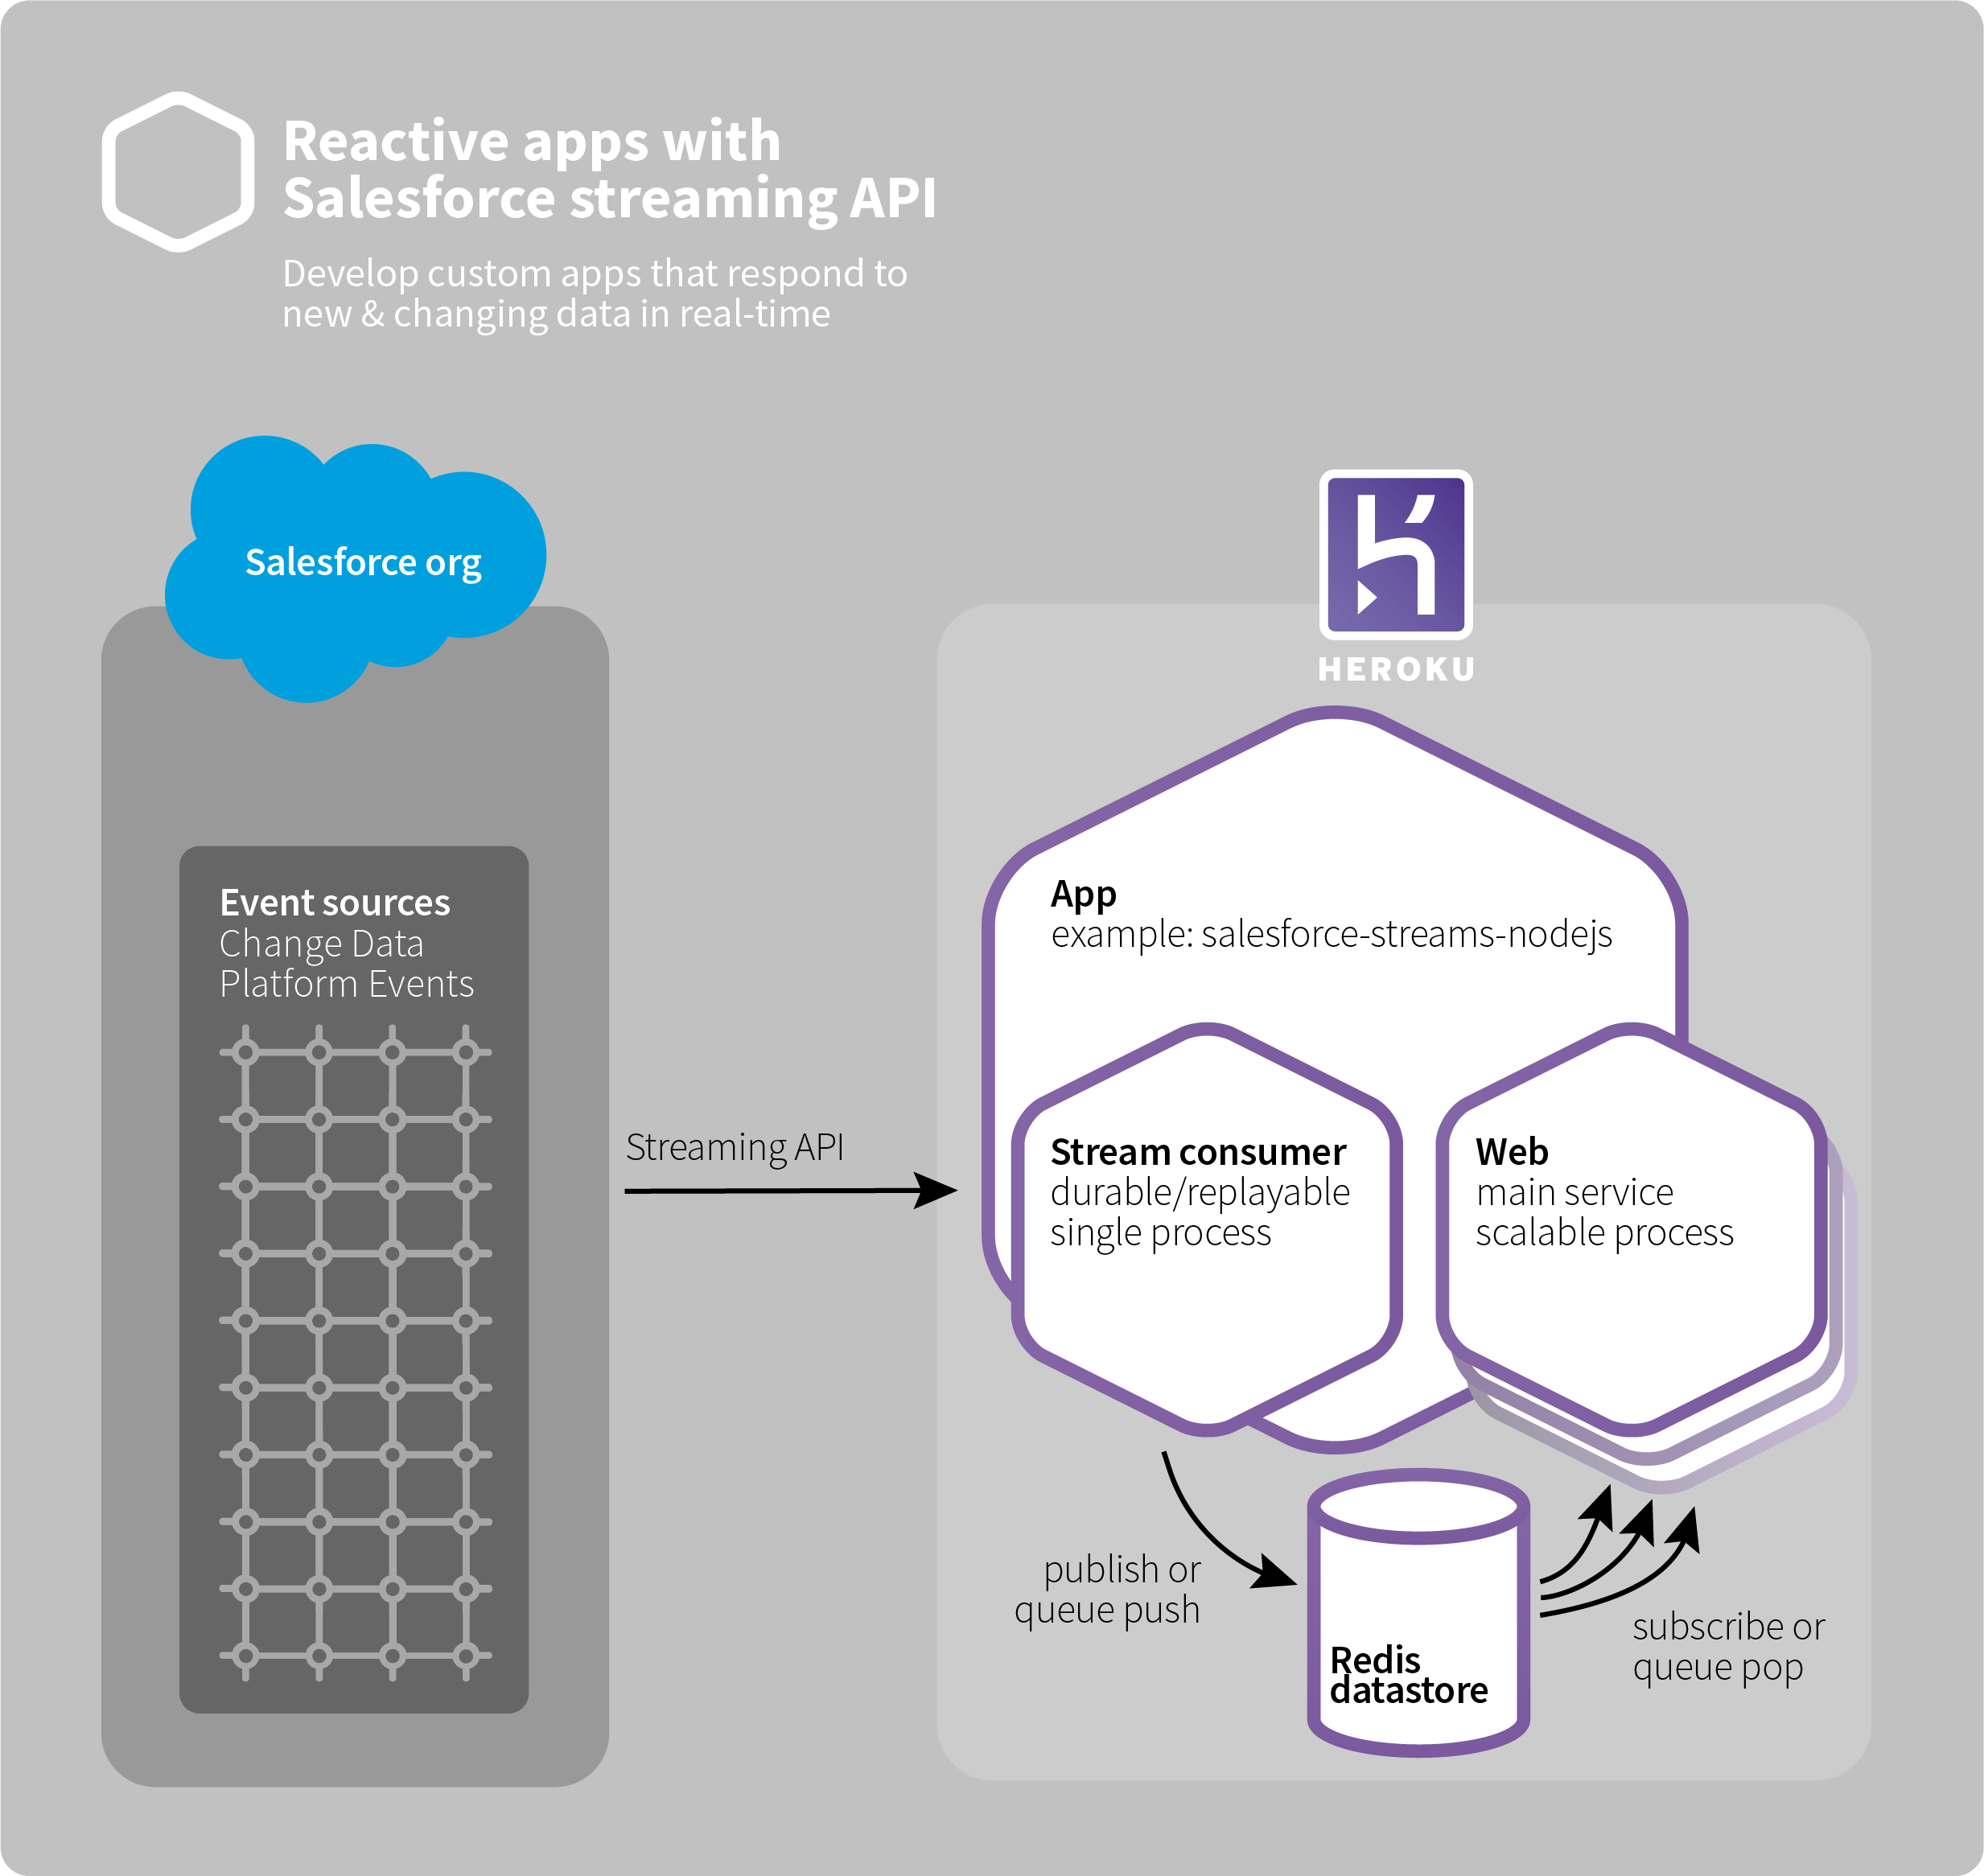 Reactive apps with
Salesforce streaming API
Develop custom apps that respond to
new & changing data in real-time
Salesforce org
HEROKU
Event sources
Change Data
Platform Events
Streaming API
App
example: salesforce-streams-nodejs
Stream consumer
durable/replayable
single process
Web
main service
scalable process
publish or
queue push
Redis
datastore
subscribe or
queue pop